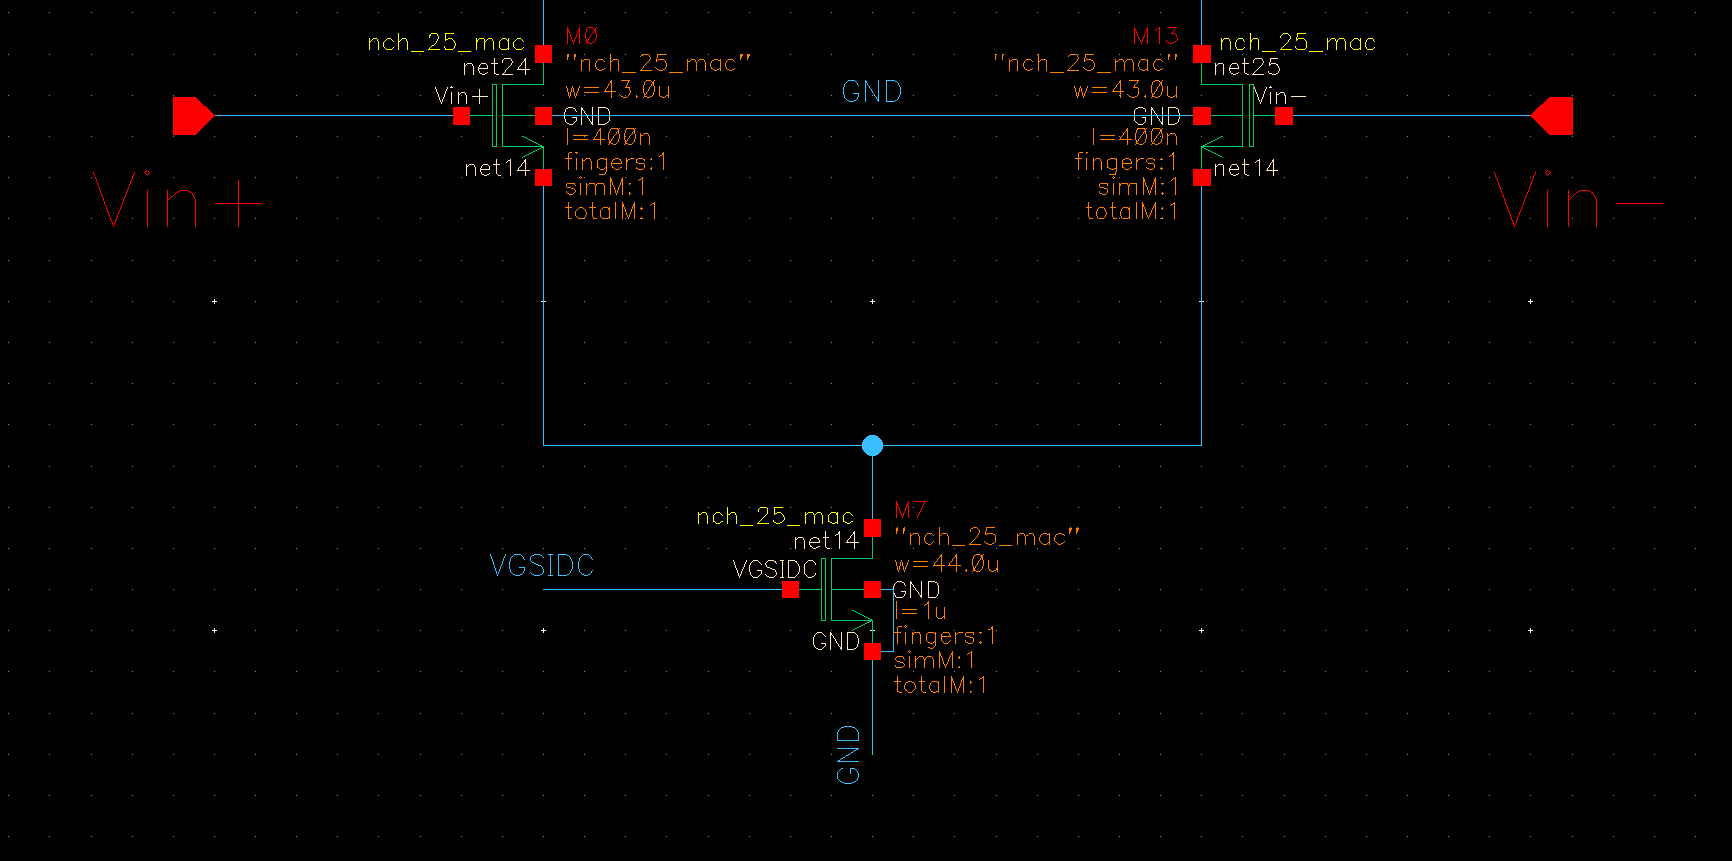 nch_25_mac
net24
Vin+
net14
M0
"nch_25_mac"
w=43.0u
GND
l=400n
fingers:1
simM:1
totalM:1
GND
M13
"nch_25_mac"
w=43.0u
GND
l=400n
fingers:1
simM:1
totalM:1
nch_25_mac
net25
Vin-
net14
Vin+
Vin-
nch_25_mac
net14
VGSIDC
VGSIDC
GND
M7
"nch_25_mac"
w=44.0u
GND
l=1u
fingers:1
simM:1
totalM:1
GND